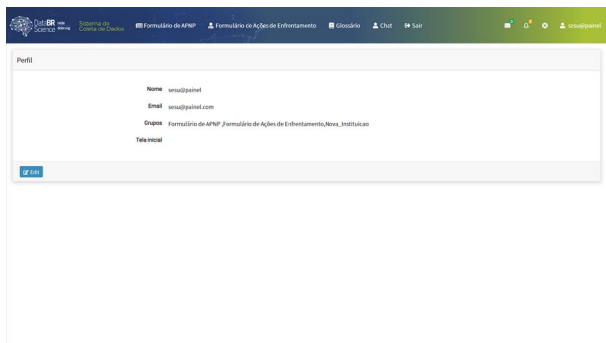 DataBR Science
Sistema de
Coleta de Dados
Formulário de APNP
Formulário de Ações de Enfrentamento
Glossário
Chat
Sair
sesu@painel
Perfil
Nome sesu@painel
Email sesu@painel.com
Grupos Formulário de APNP ,Formulário de Ações de Enfrentamento,Nova_Instituicao
Tela inicial
Edit